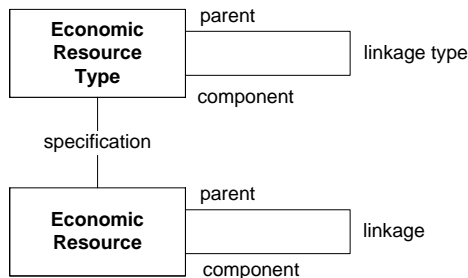 parent
Economic
Resource
Type
linkage type
component
specification
parent
Economic
Resource
linkage
component